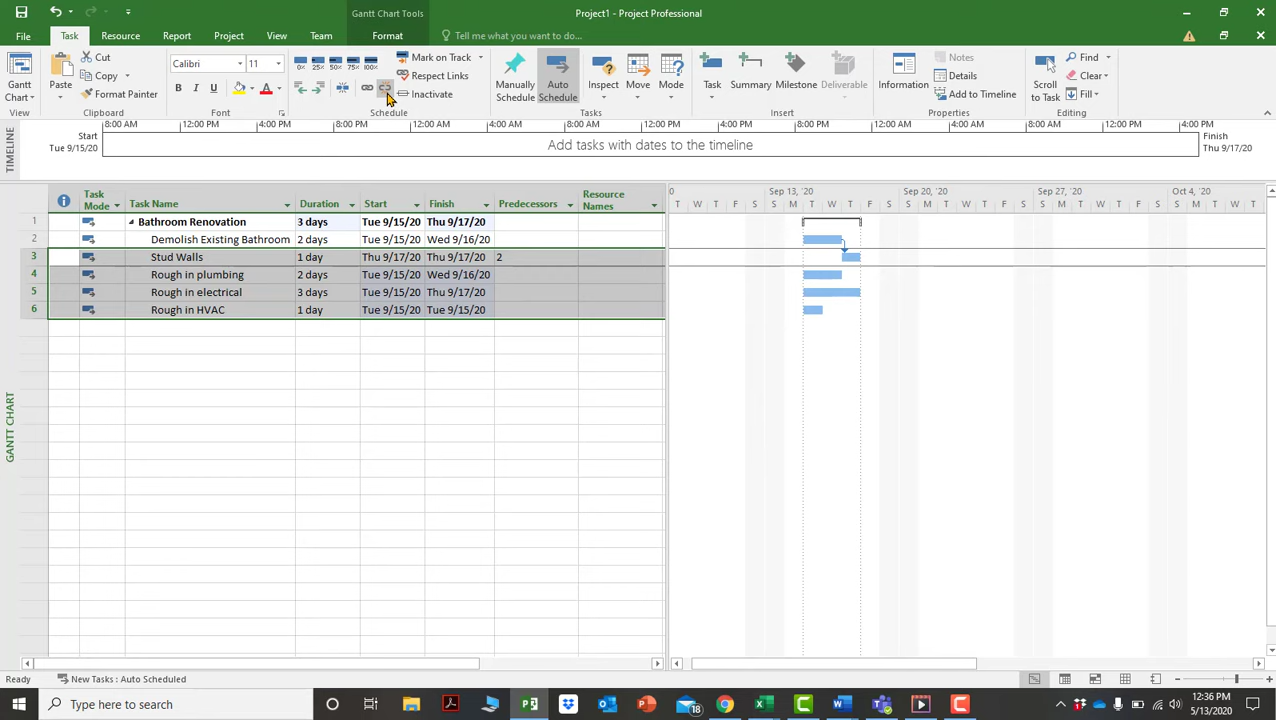 Gantt Chart Tools
Project1 - Project Professional
File Task Resource Report Project View Team Format Tell me what you want to do...
Gantt Chart
View
Paste
Cut
Copy
Format Painter
Clipboard
Calibri 11
B I U A
Font
0% 25% 50% 75% 100%
Mark on Track
Respect Links
Inactivate
Schedule
Manually Schedule
Auto Schedule
Inspect
Move
Mode
Tasks
Task
Summary
Milestone
Deliverable
Insert
Information
Notes
Details
Add to Timeline
Properties
Scroll to Task
Find
Clear
Fill
Editing
TIMELINE
Start
Tue 9/15/20
8:00 AM 12:00 PM 4:00 PM 8:00 PM 12:00 AM 4:00 AM 8:00 AM 12:00 PM 4:00 PM 8:00 PM 12:00 AM 4:00 AM 8:00 AM 12:00 PM 4:00 PM
Add tasks with dates to the timeline
Finish
Thu 9/17/20
GANTT CHART
Task Mode Task Name Duration Start Finish Predecessors Resource Names
1 Bathroom Renovation 3 days Tue 9/15/20 Thu 9/17/20
2 Demolish Existing Bathroom 2 days Tue 9/15/20 Wed 9/16/20
3 Stud Walls 1 day Thu 9/17/20 Thu 9/17/20 2
4 Rough in plumbing 2 days Tue 9/15/20 Wed 9/16/20
5 Rough in electrical 3 days Tue 9/15/20 Thu 9/17/20
6 Rough in HVAC 1 day Tue 9/15/20 Tue 9/15/20
0 Sep 13, '20 Sep 20, '20 Sep 27, '20 Oct 4, '20
T W T F S S M T W T F S S M T W T F S S M T W T F S S M T W T
Ready New Tasks : Auto Scheduled
Type here to search
18
12:36 PM
5/13/2020